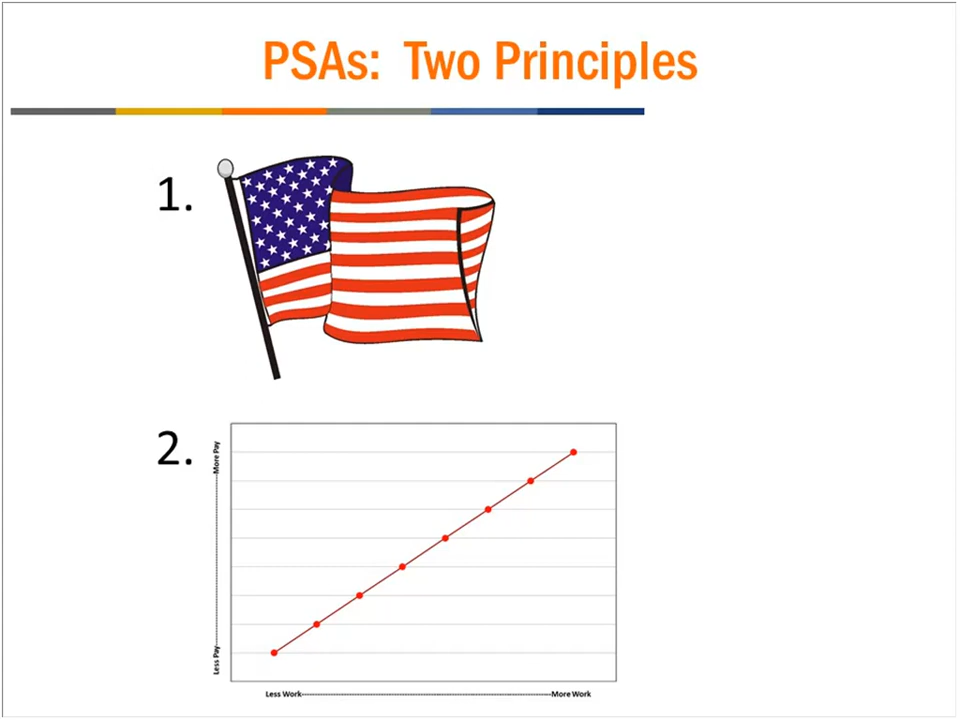 PSAs: Two Principles
1.
2.
Less Pay----------------------------------------More Pay
Less Work------------------------------------------------------------More Work